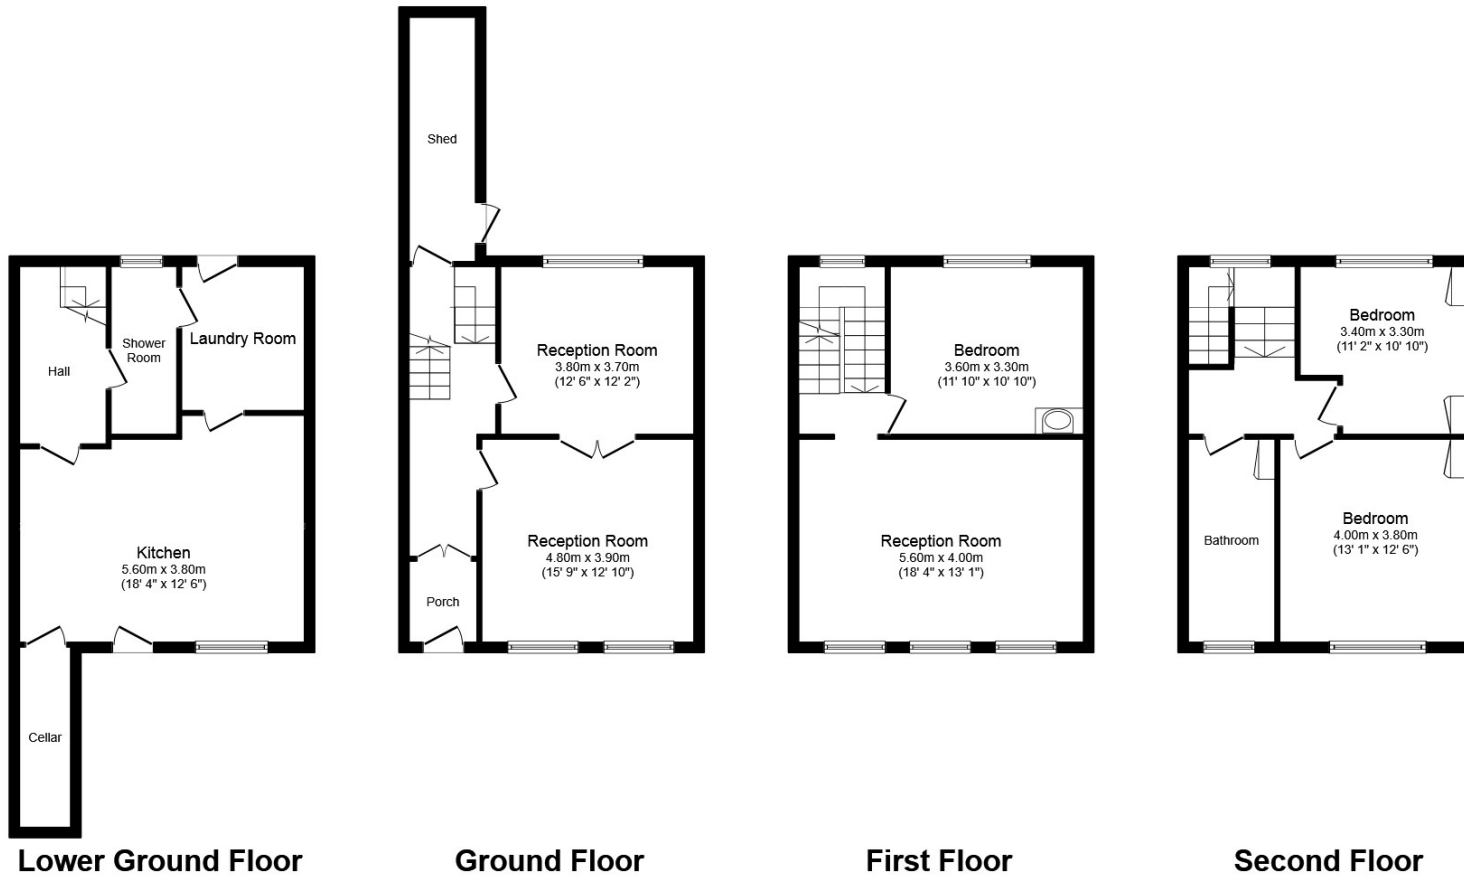 Shower
Room
Laundry Room
Hall
Kitchen
5.60m x 3.80m
(18' 4" x 12' 6")
Cellar
Lower Ground Floor
Shed
Reception Room
3.80m x 3.70m
(12' 6" x 12' 2")
Reception Room
4.80m x 3.90m
(15' 9" x 12' 10")
Porch
Ground Floor
Bedroom
3.60m x 3.30m
(11' 10" x 10' 10")
Reception Room
5.60m x 4.00m
(18' 4" x 13' 1")
First Floor
Bedroom
3.40m x 3.30m
(11' 2" x 10' 10")
Bedroom
4.00m x 3.80m
(13' 1" x 12' 6")
Bathroom
Second Floor